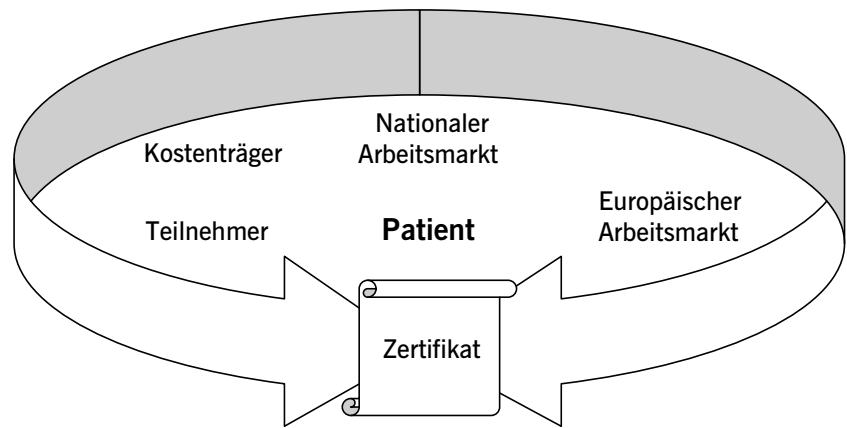 Nationaler
Arbeitsmarkt
Kostenträger
Europäischer
Arbeitsmarkt
Teilnehmer
Patient
Zertifikat